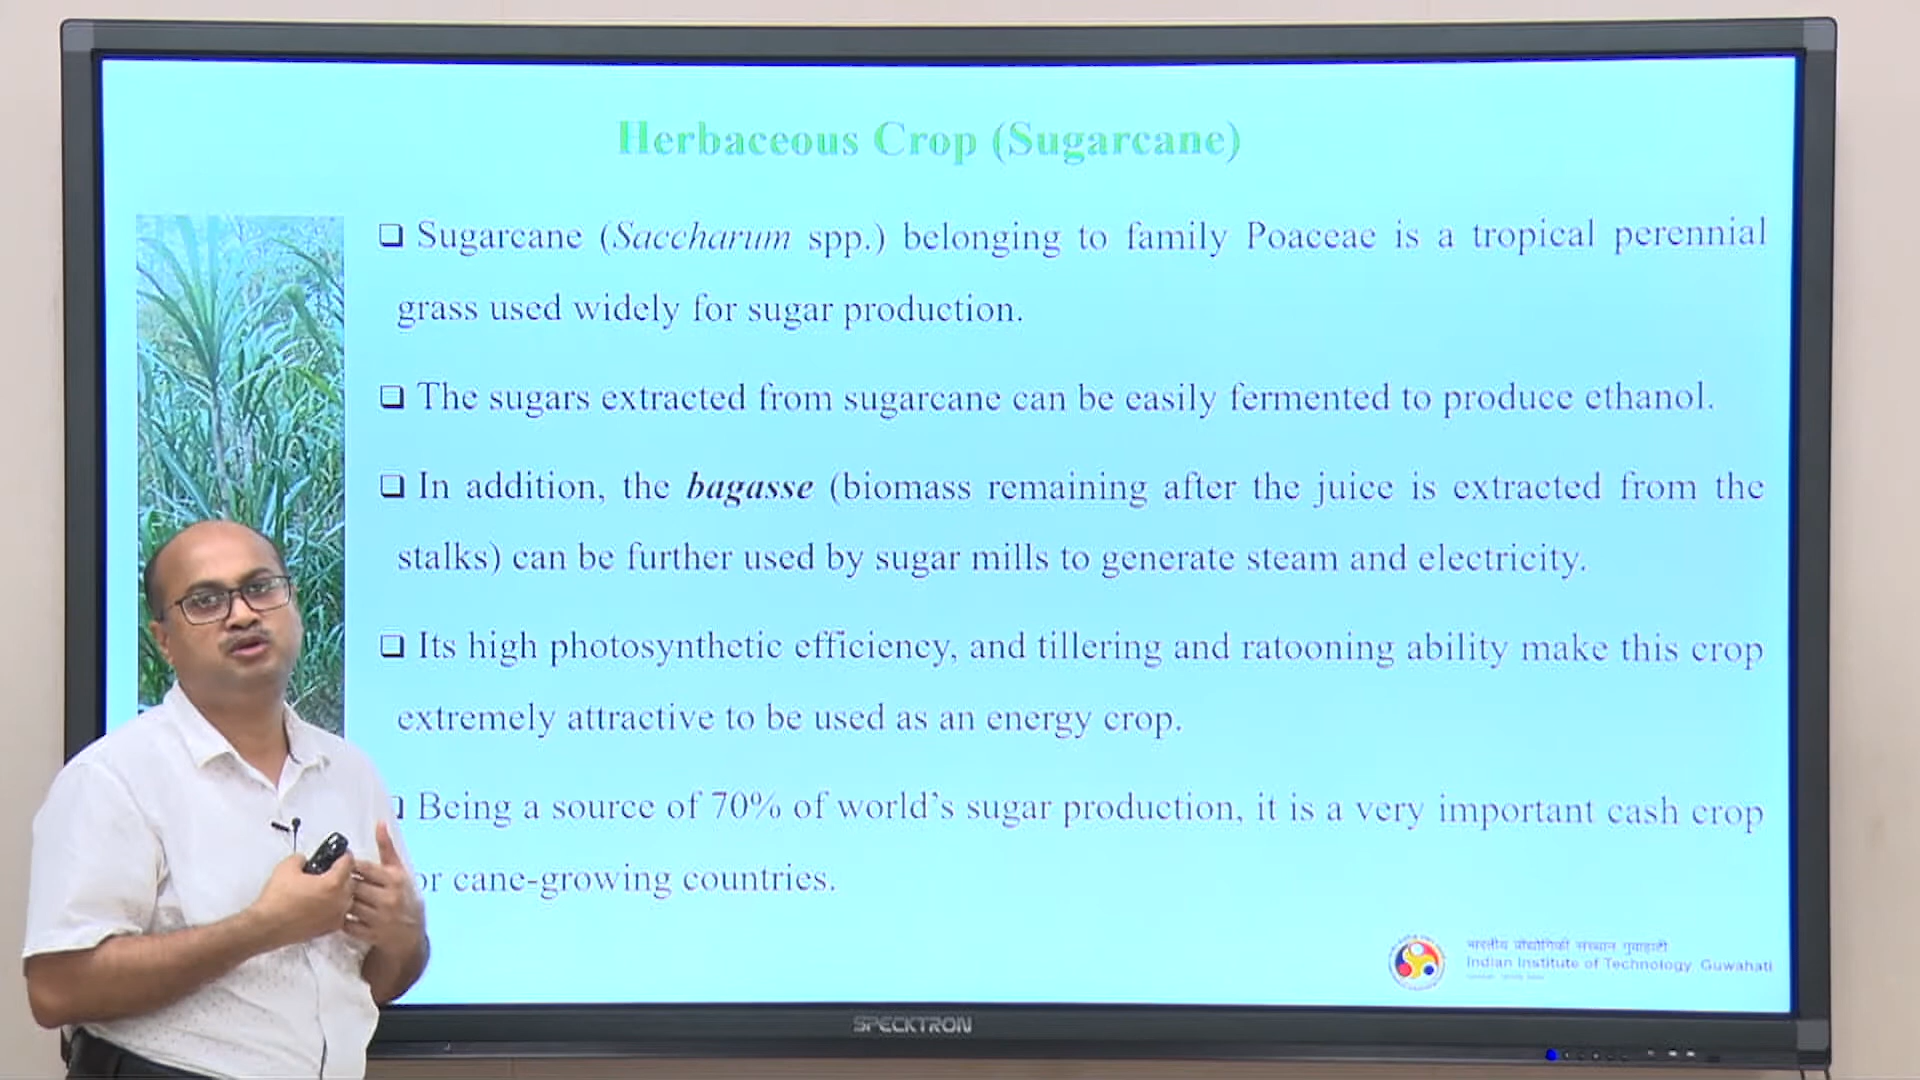 Herbaceous Crop (Sugarcane)
❑ Sugarcane (Saccharum spp.) belonging to family Poaceae is a tropical perennial
grass used widely for sugar production.
❑ The sugars extracted from sugarcane can be easily fermented to produce ethanol.
❑ In addition, the bagasse (biomass remaining after the juice is extracted from the
stalks) can be further used by sugar mills to generate steam and electricity.
❑ Its high photosynthetic efficiency, and tillering and ratooning ability make this crop
extremely attractive to be used as an energy crop.
❑ Being a source of 70% of world's sugar production, it is a very important cash crop
or cane-growing countries.
भारतीय प्रौद्योगिकी संस्थान गुवाहाटी
Indian Institute of Technology Guwahati
SPECKTRON